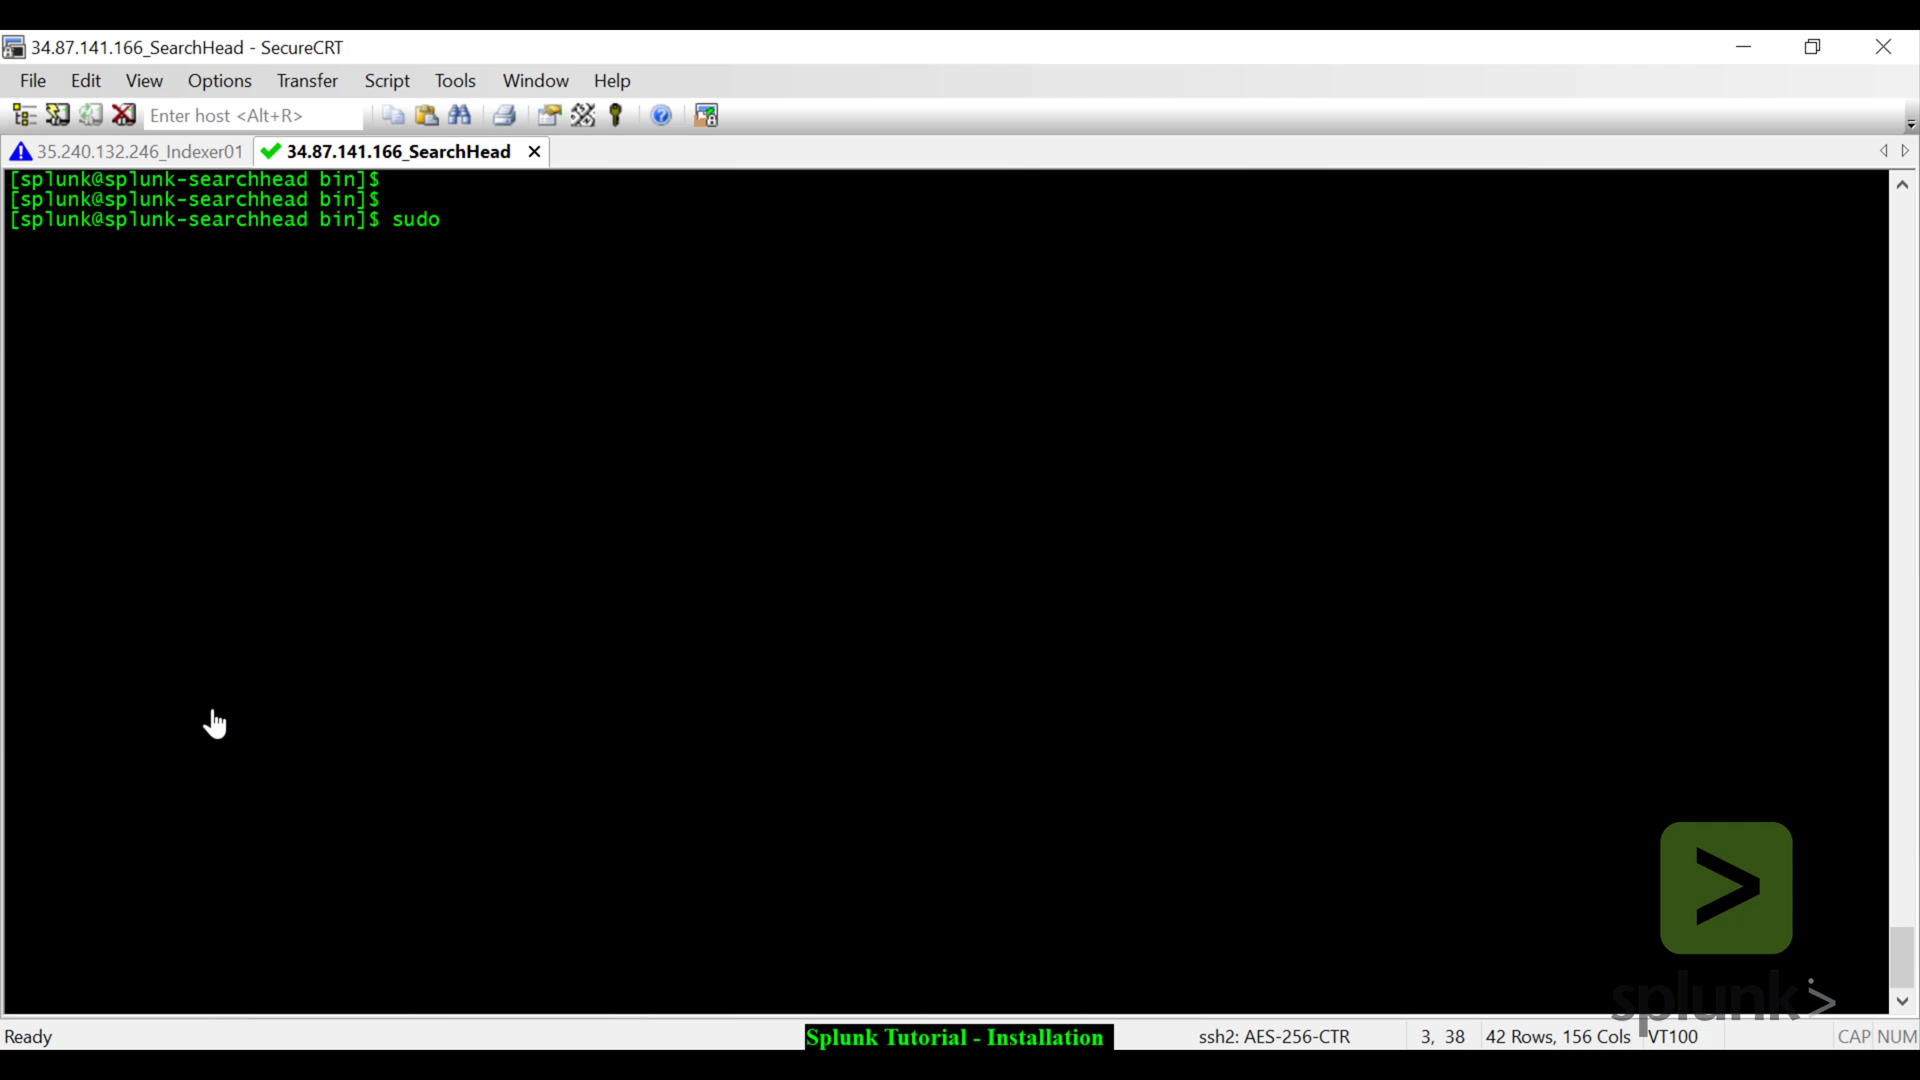 34.87.141.166_SearchHead - SecureCRT
File Edit View Options Transfer Script Tools Window Help
Enter host <Alt+R>
35.240.132.246_Indexer01 34.87.141.166_SearchHead
[splunk@splunk-searchhead bin]$
[splunk@splunk-searchhead bin]$
[splunk@splunk-searchhead bin]$ sudo
splunk>
Ready Splunk Tutorial - Installation ssh2: AES-256-CTR 3, 38 42 Rows, 156 Cols VT100 CAP NUM